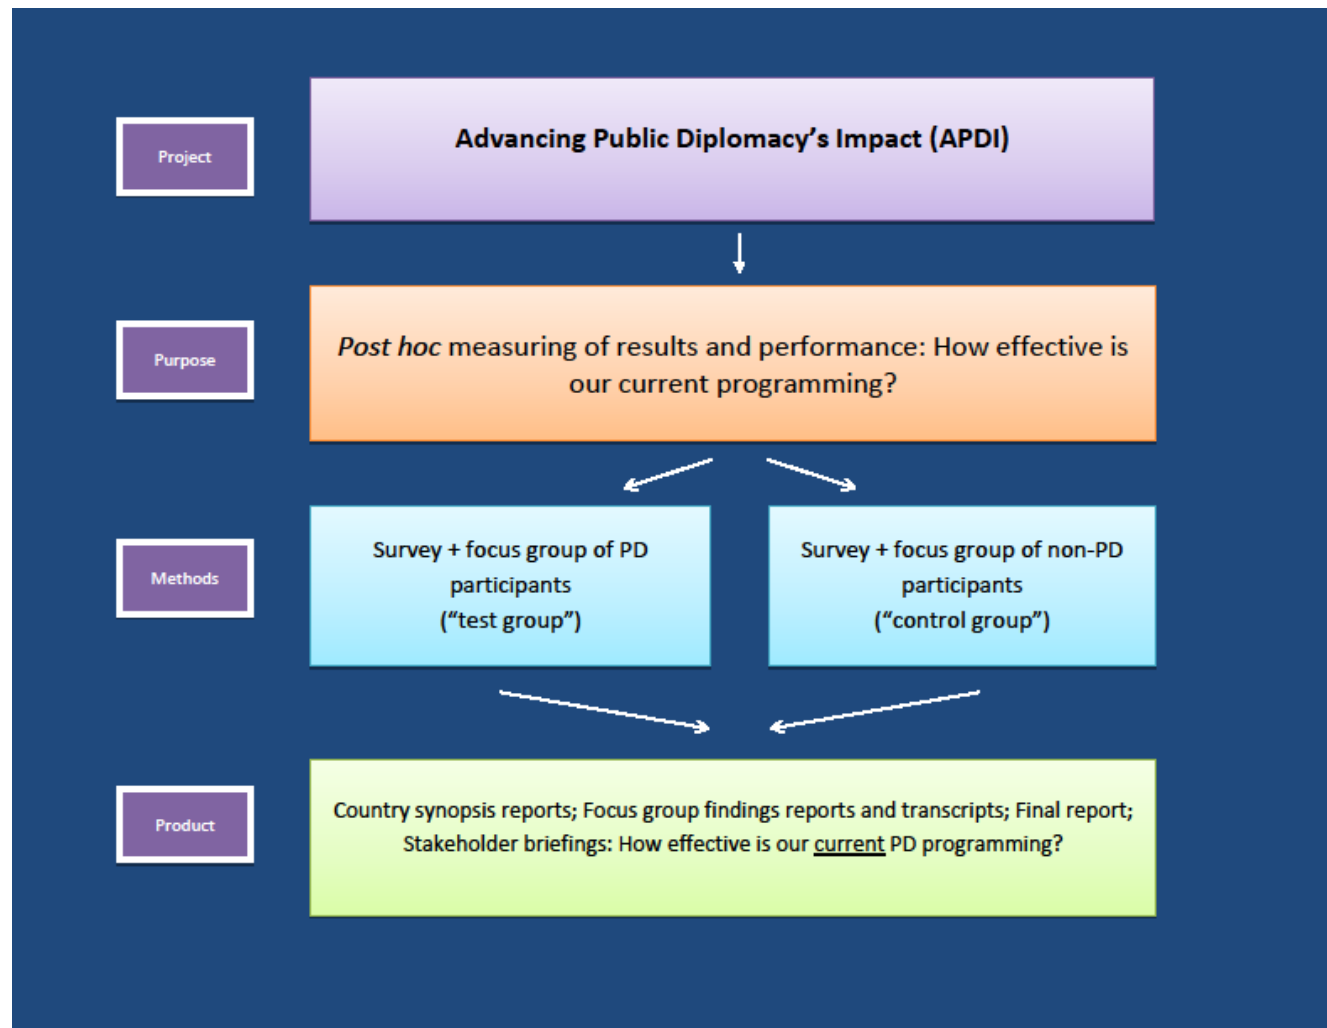 Project
Advancing Public Diplomacy’s Impact (APDI)
Purpose
Post hoc measuring of results and performance: How effective is
our current programming?
Methods
Survey + focus group of PD
participants
(“test group”)
Survey + focus group of non-PD
participants
(“control group”)
Product
Country synopsis reports; Focus group findings reports and transcripts; Final report;
Stakeholder briefings: How effective is our current PD programming?